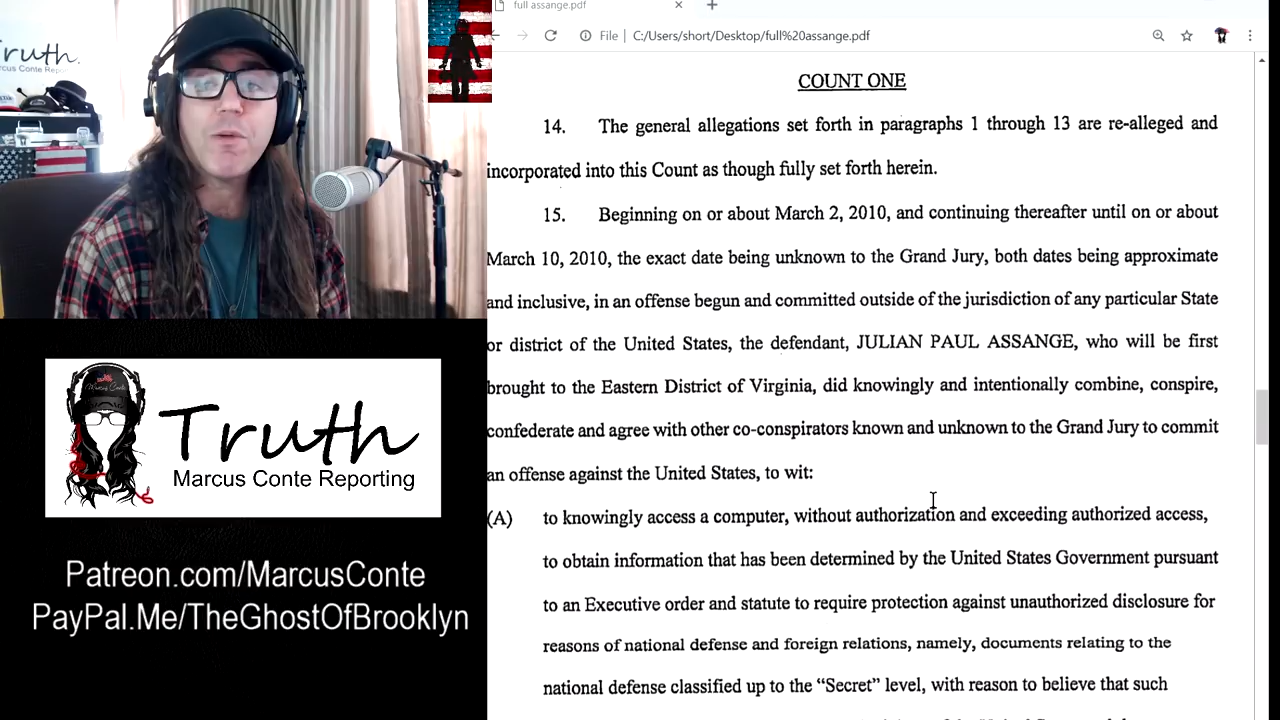 Truth.
Marcus Conte Reporting
Truth
Marcus Conte Reporting
Patreon.com/MarcusConte
PayPal.Me/TheGhostOfBrooklyn
full assange.pdf
File | C:/Users/short/Desktop/full%20assange.pdf
COUNT ONE
14. The general allegations set forth in paragraphs 1 through 13 are re-alleged and
incorporated into this Count as though fully set forth herein.
15. Beginning on or about March 2, 2010, and continuing thereafter until on or about
March 10, 2010, the exact date being unknown to the Grand Jury, both dates being approximate
and inclusive, in an offense begun and committed outside of the jurisdiction of any particular State
or district of the United States, the defendant, JULIAN PAUL ASSANGE, who will be first
brought to the Eastern District of Virginia, did knowingly and intentionally combine, conspire,
confederate and agree with other co-conspirators known and unknown to the Grand Jury to commit
an offense against the United States, to wit:
(A) to knowingly access a computer, without authorization and exceeding authorized access,
to obtain information that has been determined by the United States Government pursuant
to an Executive order and statute to require protection against unauthorized disclosure for
reasons of national defense and foreign relations, namely, documents relating to the
national defense classified up to the “Secret” level, with reason to believe that such